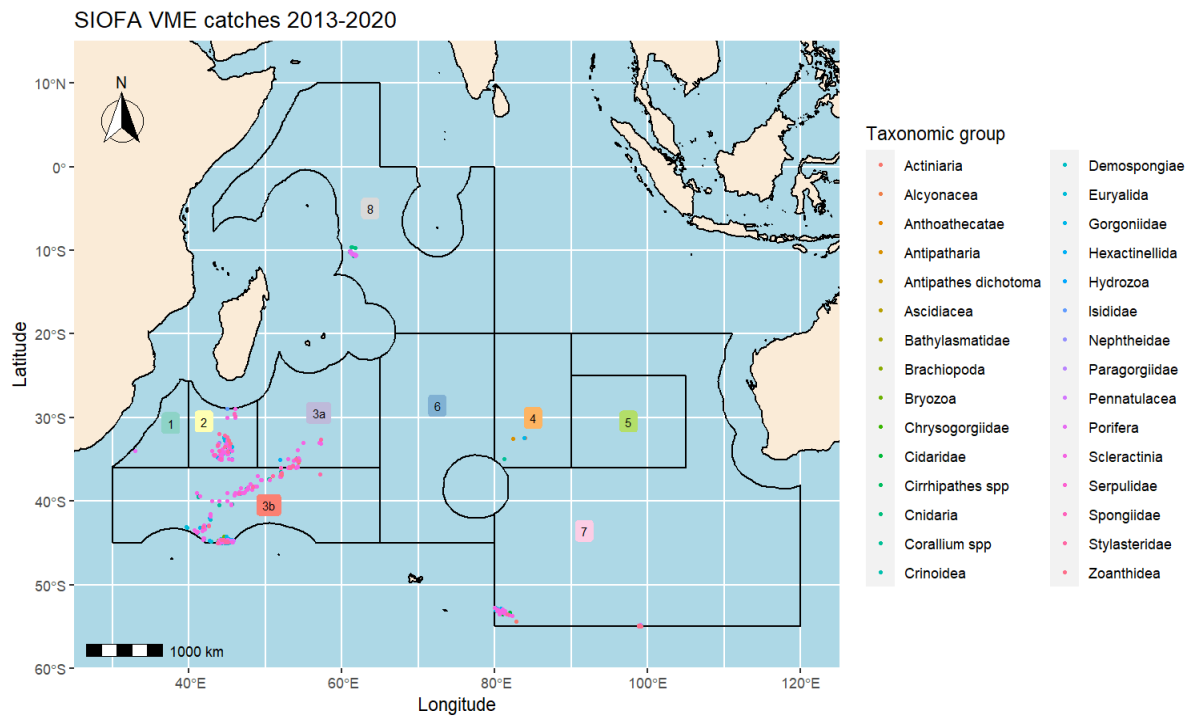 SIOFA VME catches 2013-2020
10°N
0°
10°S
20°S
30°S
40°S
50°S
60°S
Latitude
N
8
1
2
3a
6
4
5
3b
7
1000 km
40°E
60°E
80°E
100°E
120°E
Longitude
Taxonomic group
Actiniaria
Alcyonacea
Anthoathecatae
Antipatharia
Antipathes dichotoma
Ascidiacea
Bathylasmatidae
Brachiopoda
Bryozoa
Chrysogorgiidae
Cidaridae
Cirrhipathes spp
Cnidaria
Corallium spp
Crinoidea
Demospongiae
Euryalida
Gorgoniidae
Hexactinellida
Hydrozoa
Isididae
Nephtheidae
Paragorgiidae
Pennatulacea
Porifera
Scleractinia
Serpulidae
Spongiidae
Stylasteridae
Zoanthidea